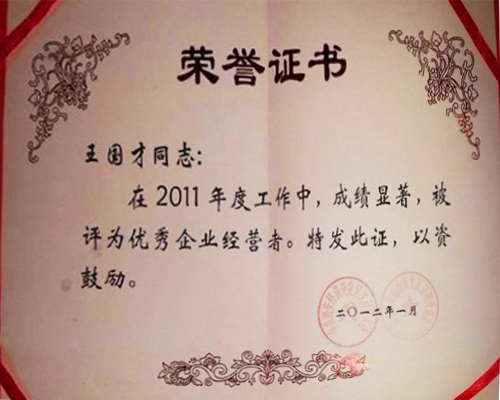 荣誉证书
王国才同志:
在2011年度工作中,成绩显著,被
评为优秀企业经营者。特发此证,以资
鼓励。
二〇一二年一月